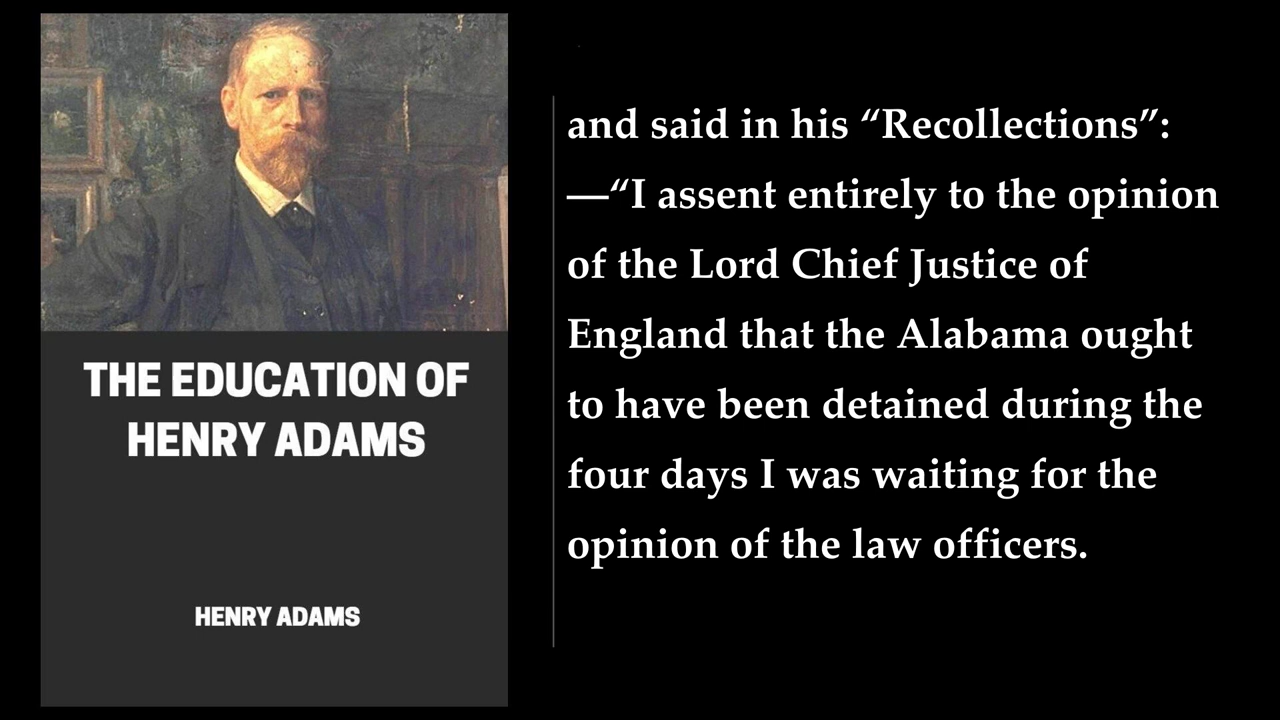 THE EDUCATION OF
HENRY ADAMS
HENRY ADAMS
and said in his “Recollections”:
—“I assent entirely to the opinion
of the Lord Chief Justice of
England that the Alabama ought
to have been detained during the
four days I was waiting for the
opinion of the law officers.